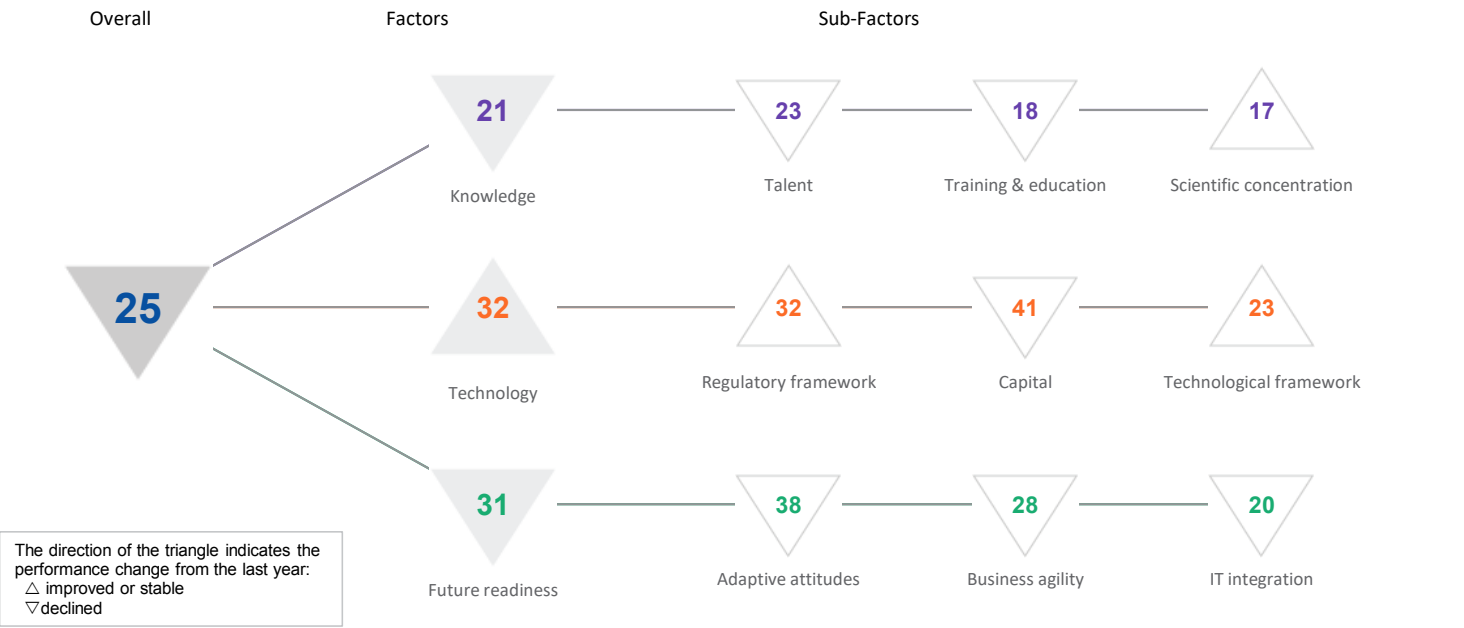 Overall Factors Sub-Factors
21 23 18 17
Knowledge Talent Training & education Scientific concentration
25 32 32 41 23
Technology Regulatory framework Capital Technological framework
31 38 28 20
Future readiness Adaptive attitudes Business agility IT integration
The direction of the triangle indicates the
performance change from the last year:
△ improved or stable
▽declined